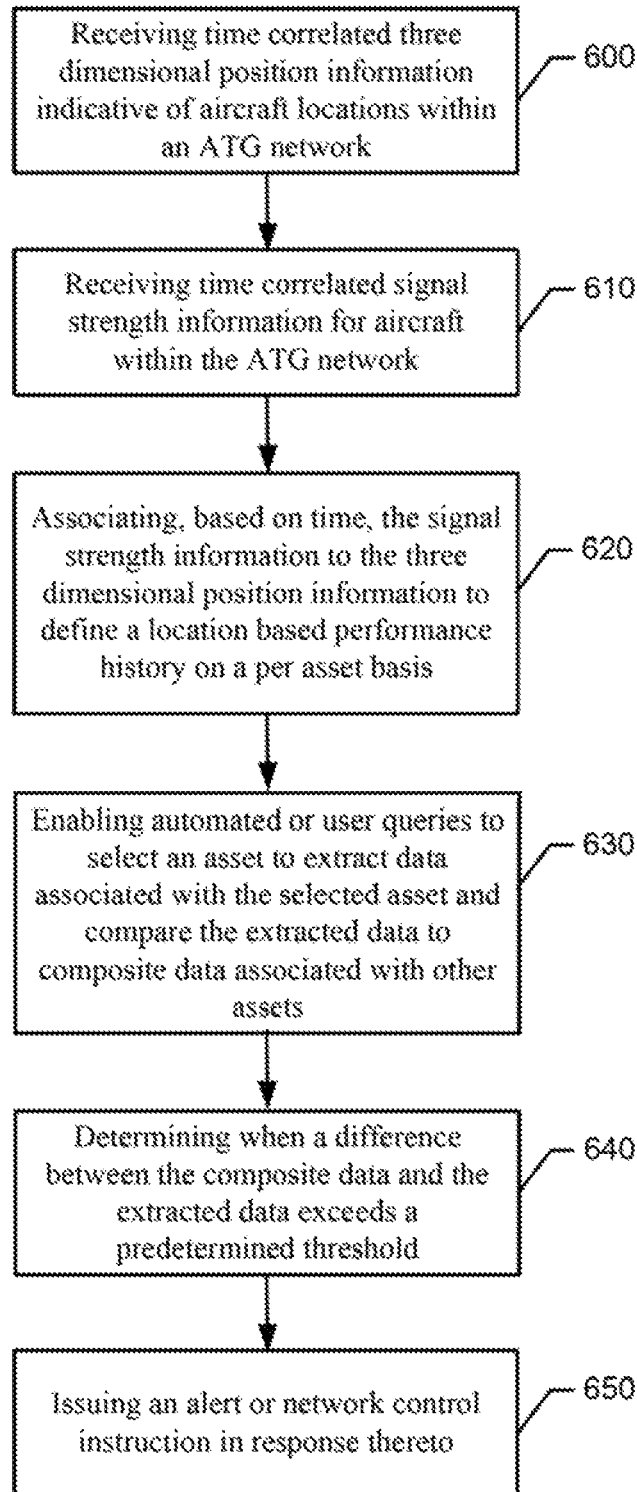 Receiving time correlated three
dimensional position information
indicative of aircraft locations within
an ATG network
600
Receiving time correlated signal
strength information for aircraft
within the ATG network
610
Associating, based on time, the signal
strength information to the three
dimensional position information to
define a location based performance
history on a per asset basis
620
Enabling automated or user queries to
select an asset to extract data
associated with the selected asset and
compare the extracted data to
composite data associated with other
assets
630
Determining when a difference
between the composite data and the
extracted data exceeds a
predetermined threshold
640
Issuing an alert or network control
instruction in response thereto
650